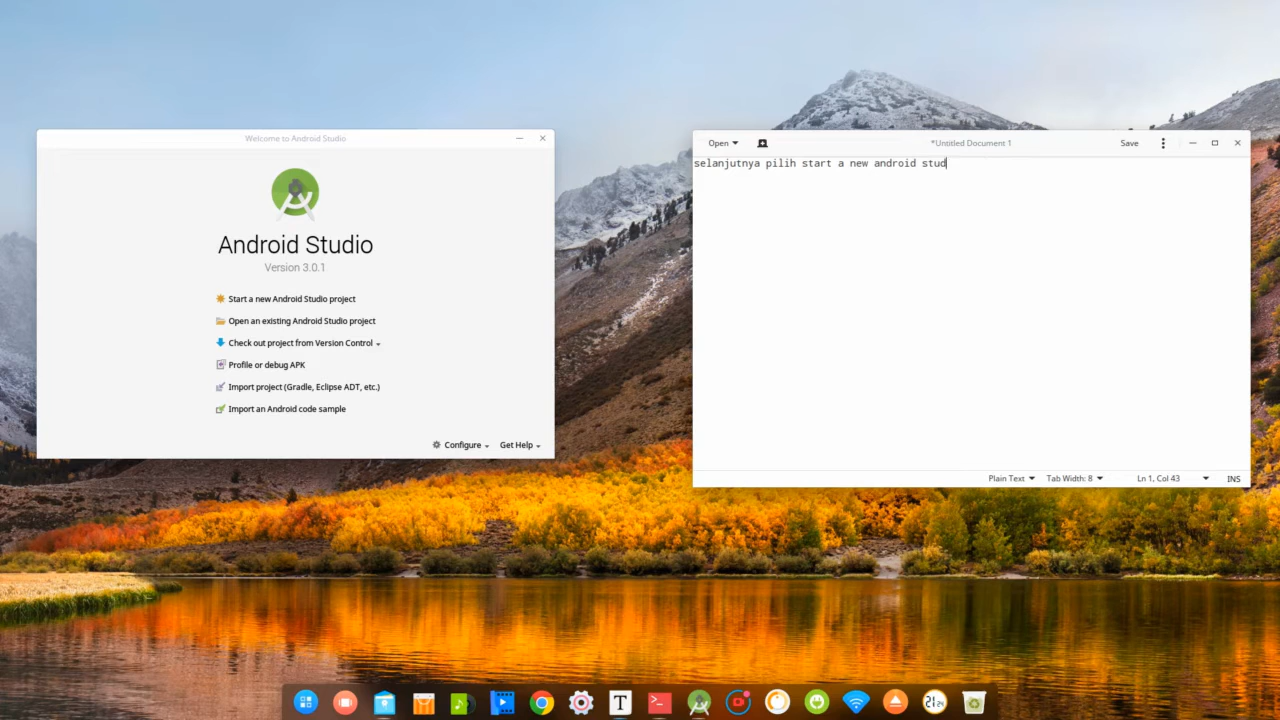 Welcome to Android Studio
Android Studio
Version 3.0.1
Start a new Android Studio project
Open an existing Android Studio project
Check out project from Version Control
Profile or debug APK
Import project (Gradle, Eclipse ADT, etc.)
Import an Android code sample
Configure
Get Help
Open
*Untitled Document 1
Save
selanjutnya pilih start a new android stud
Plain Text
Tab Width: 8
Ln 1, Col 43
INS
T